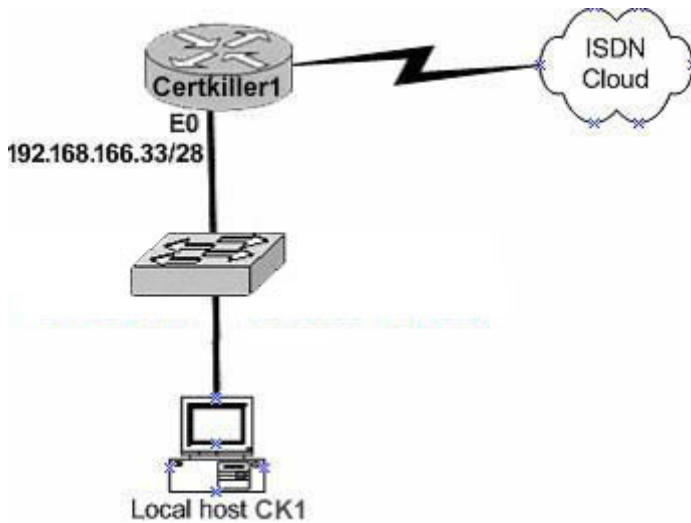 ISDN
Cloud
Certkiller1
E0
192.168.166.33/28
Local host CK1